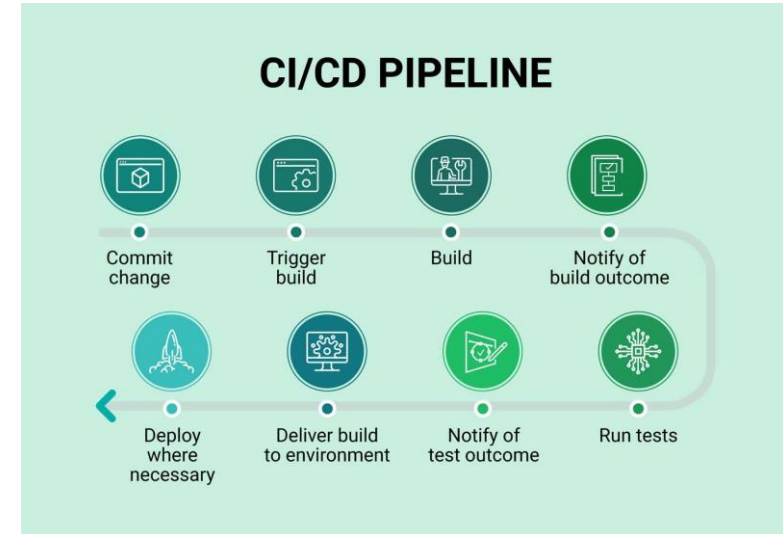 CI/CD PIPELINE
Commit
change
Trigger
build
Build
Notify of
build outcome
Deploy
where
necessary
Deliver build
to environment
Notify of
test outcome
Run tests